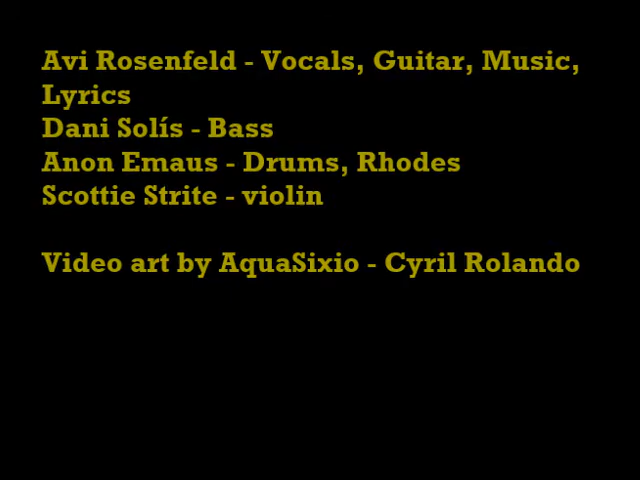 Avi Rosenfeld - Vocals, Guitar, Music,
Lyrics
Dani Solís - Bass
Anon Emaus - Drums, Rhodes
Scottie Strite - violin
Video art by AquaSixio - Cyril Rolando